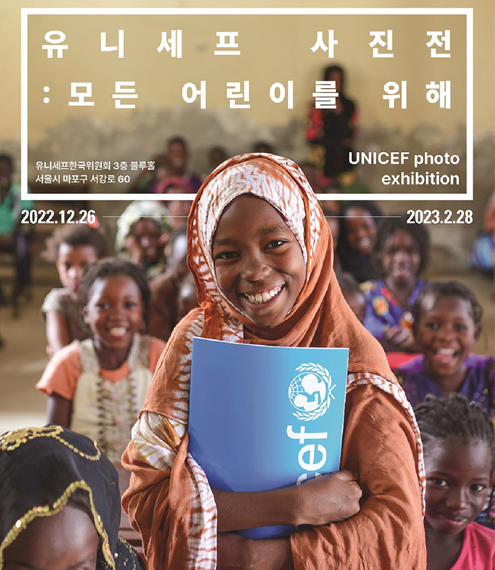 유니세프 사진전
:모든 어린이를 위해
유니세프한국위원회 3층 블루홀
서울시 마포구 서강로 60
UNICEF photo
exhibition
2022.12.26
2023.2.28
cef